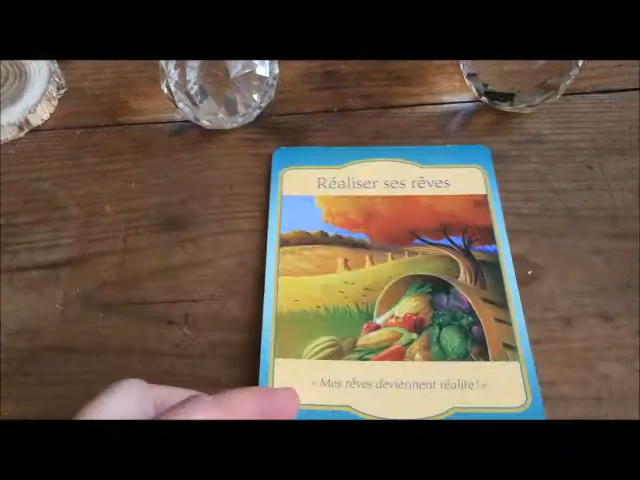 Réaliser ses rêves
« Mes rêves deviennent réalité ! »